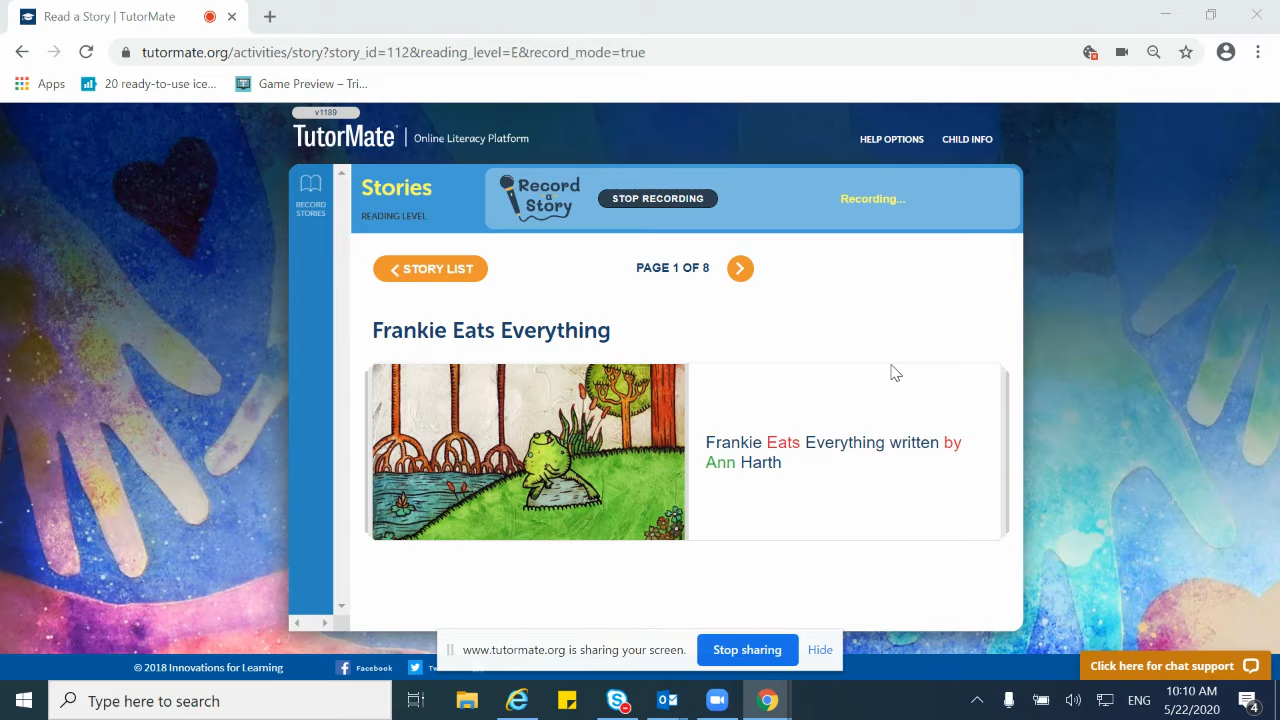 Read a Story | TutorMate
tutormate.org/activities/story?story_id=112&reading_level=E&record_mode=true
Apps
20 ready-to-use ice...
Game Preview – Tri...
v1189
TutorMate | Online Literacy Platform
HELP OPTIONS
CHILD INFO
RECORD
STORIES
Stories
READING LEVEL
Record
a
Story
STOP RECORDING
Recording...
STORY LIST
PAGE 1 OF 8
Frankie Eats Everything
Frankie Eats Everything written by
Ann Harth
www.tutormate.org is sharing your screen.
Stop sharing
Hide
© 2018 Innovations for Learning
Facebook
Click here for chat support
Type here to search
ENG
10:10 AM
5/22/2020
4